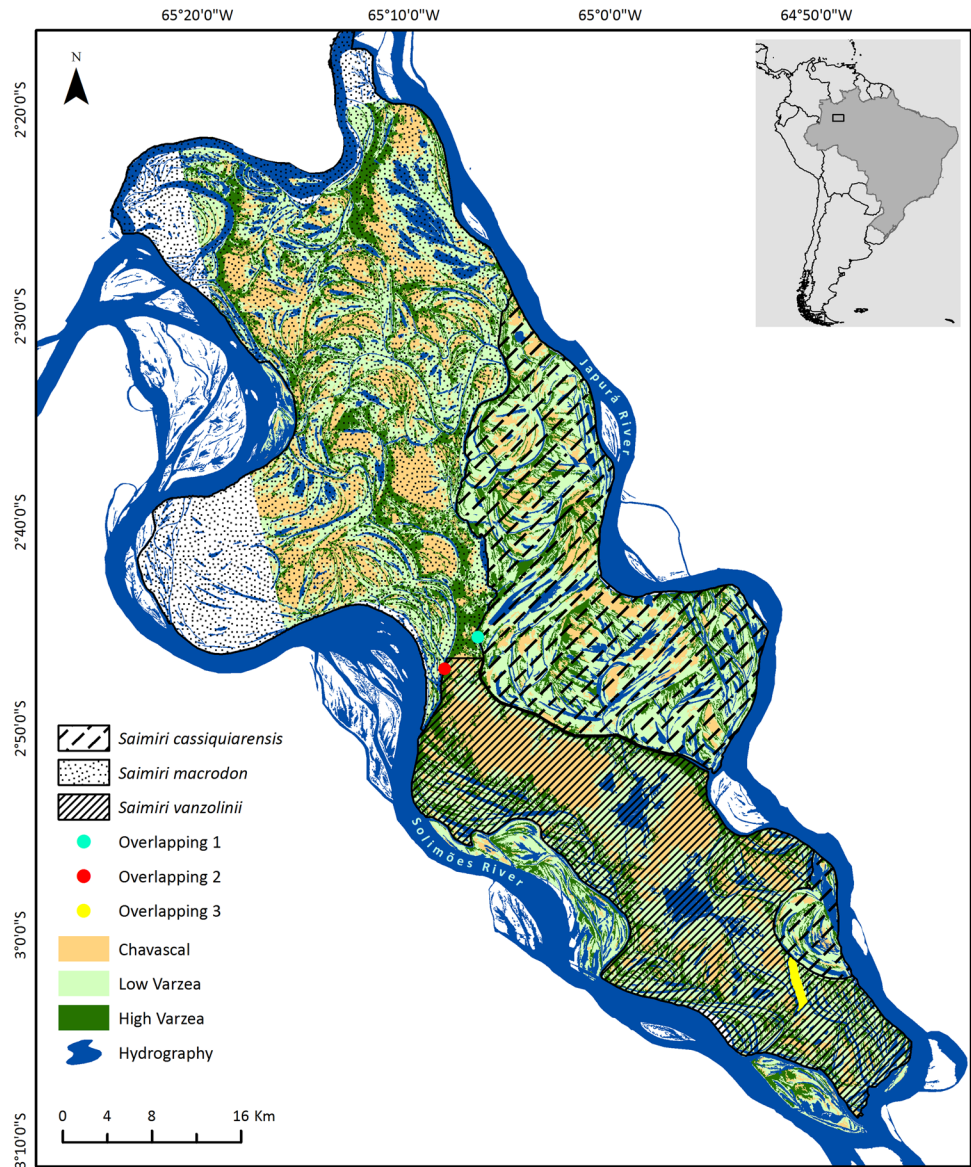 65°20'0"W 65°10'0"W 65°0'0"W 64°50'0"W
N
2°20'0"S
2°30'0"S
2°40'0"S
2°50'0"S
3°0'0"S
3°10'0"S
Japurá River
Solimões River
Saimiri cassiquiarensis
Saimiri macrodon
Saimiri vanzolinii
Overlapping 1
Overlapping 2
Overlapping 3
Chavascal
Low Varzea
High Varzea
Hydrography
0 4 8 16 Km